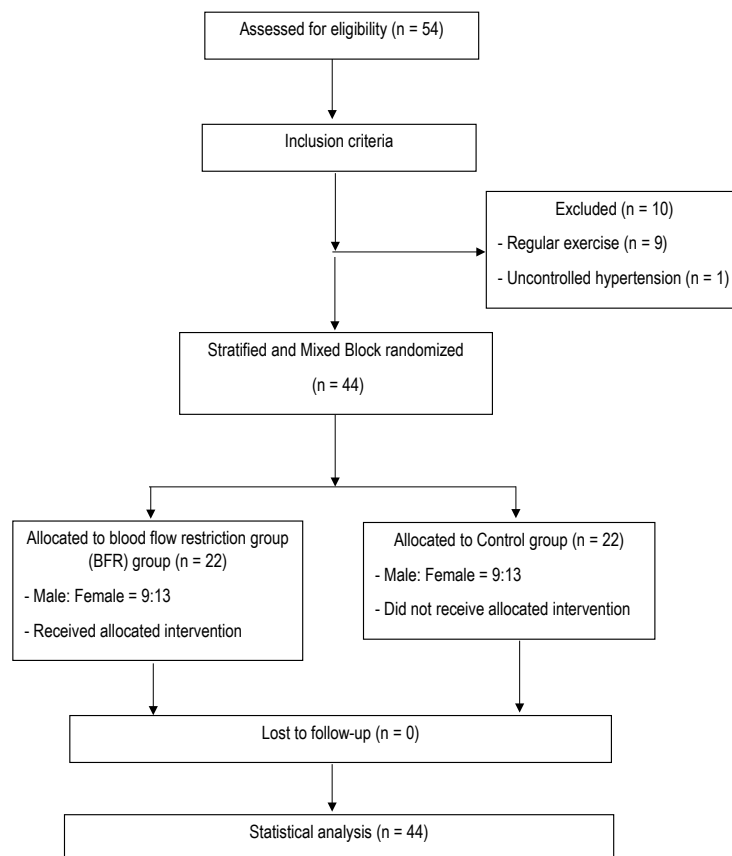 Assessed for eligibility (n = 54)
Inclusion criteria
Excluded (n = 10)
- Regular exercise (n = 9)
- Uncontrolled hypertension (n = 1)
Stratified and Mixed Block randomized
(n = 44)
Allocated to blood flow restriction group
(BFR) group (n = 22)
- Male: Female = 9:13
- Received allocated intervention
Allocated to Control group (n = 22)
- Male: Female = 9:13
- Did not receive allocated intervention
Lost to follow-up (n = 0)
Statistical analysis (n = 44)